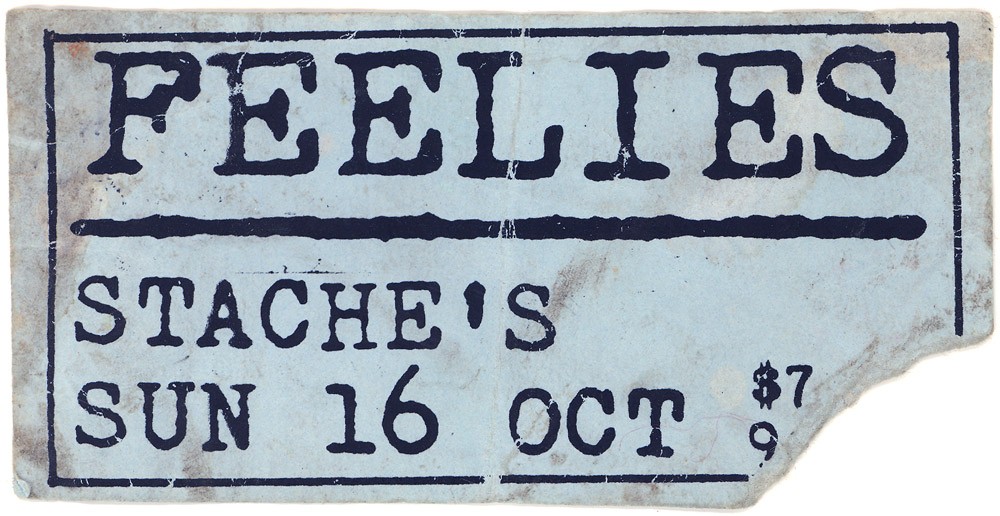 FEELIES
STACHE'S
SUN 16 OCT $7
9